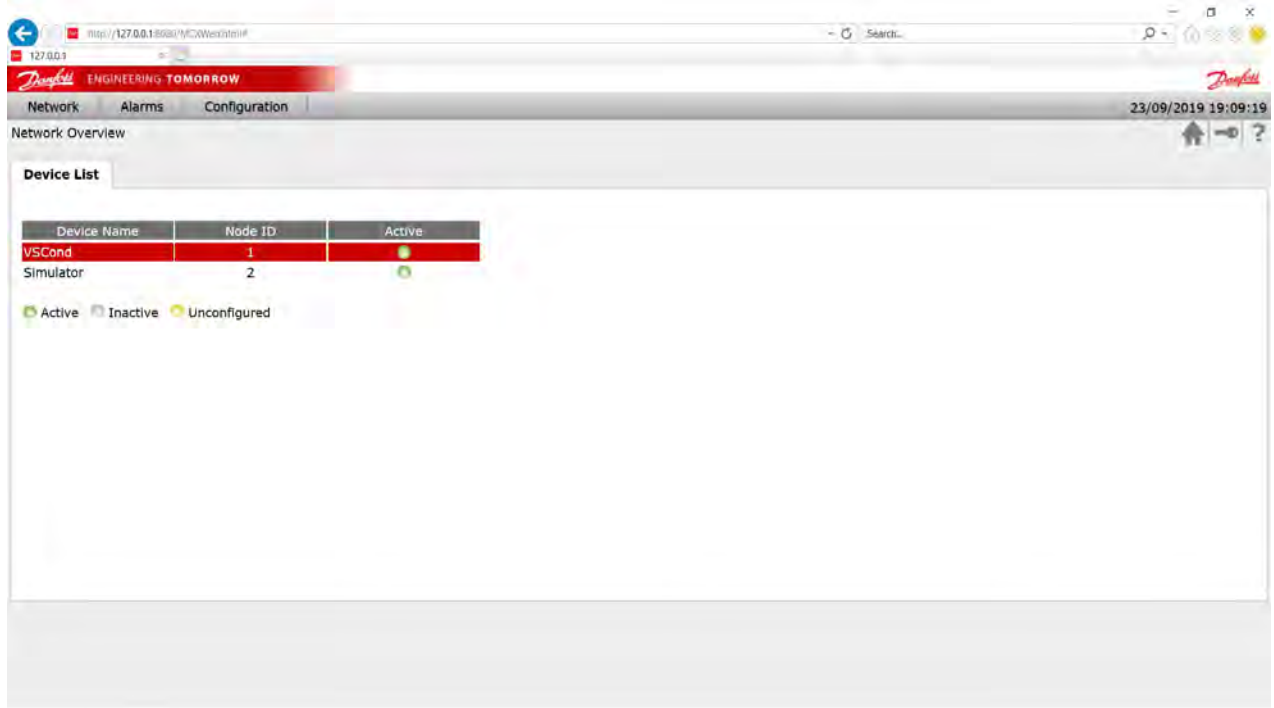 Search...
127.0.0.1
Danfoss ENGINEERING TOMORROW Danfoss
Network Alarms Configuration 23/09/2019 19:09:19
Network Overview ?
Device List
Device Name Node ID Active
VSCond 1
Simulator 2
Active Inactive Unconfigured